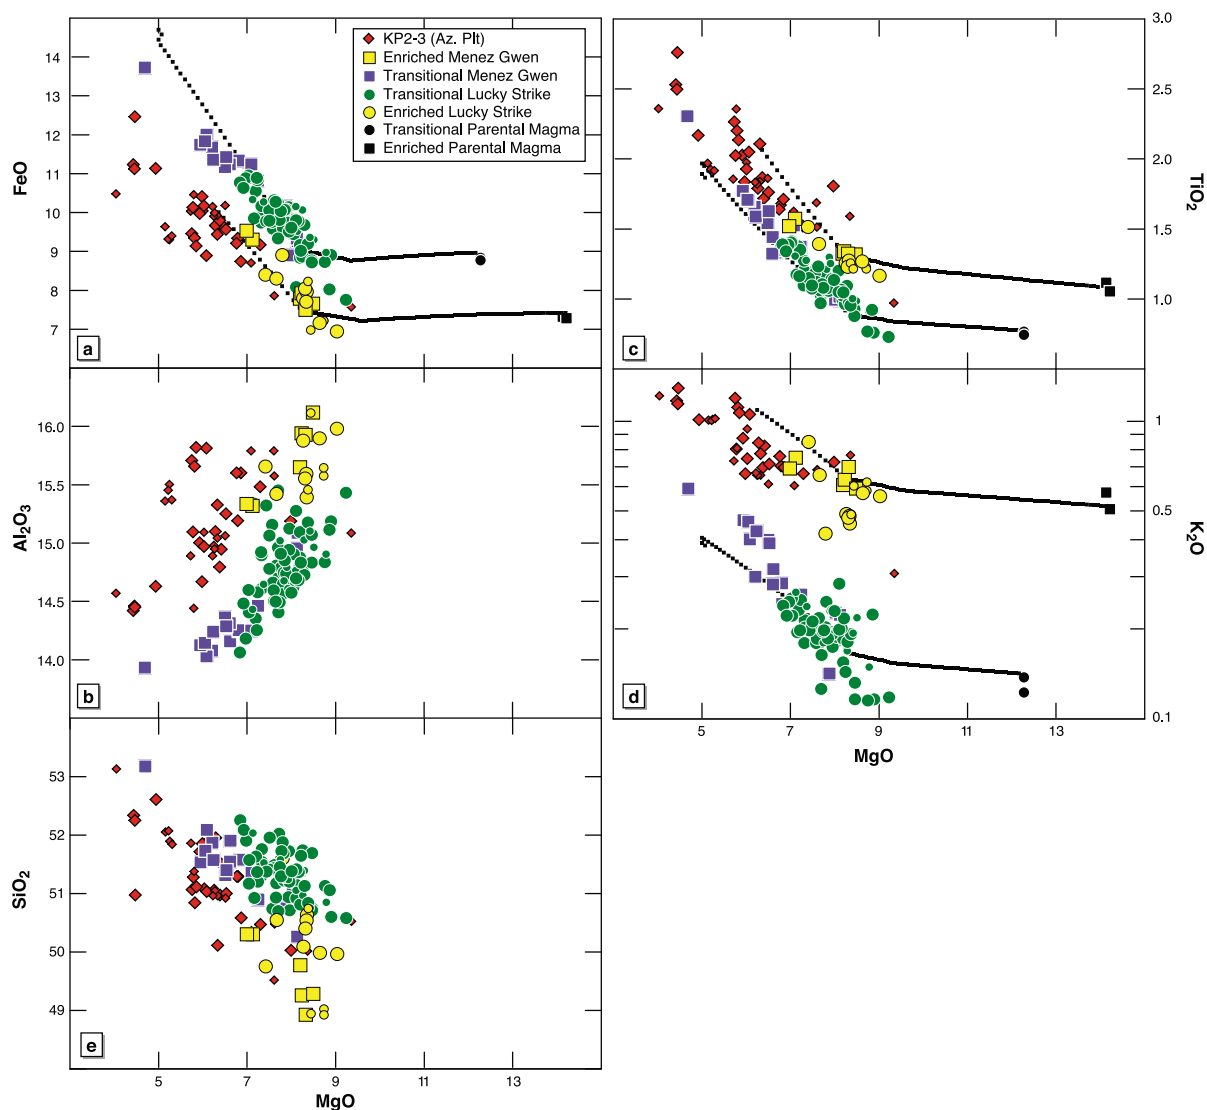 KP2-3 (Az. Plt)
Enriched Menez Gwen
Transitional Menez Gwen
Transitional Lucky Strike
Enriched Lucky Strike
Transitional Parental Magma
Enriched Parental Magma
14
13
12
11
10
9
8
7
FeO
a
3.0
2.5
2.0
1.5
1.0
TiO2
c
16.0
15.5
15.0
14.5
14.0
Al2O3
b
1
0.5
0.1
K2O
d
5 7 9 11 13
MgO
53
52
51
50
49
SiO2
e
5 7 9 11 13
MgO